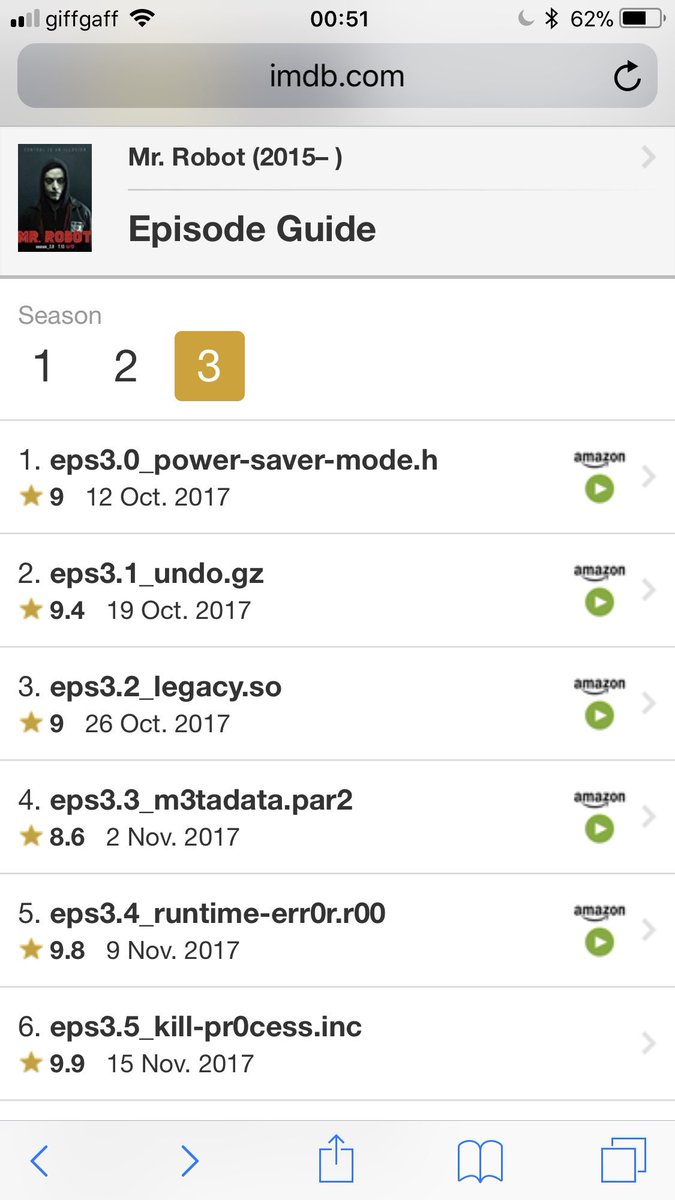 giffgaff 00:51 62%
imdb.com
Mr. Robot (2015– )
MR. ROBOT
Episode Guide
Season
1 2 3
1. eps3.0_power-saver-mode.h
amazon
9 12 Oct. 2017
2. eps3.1_undo.gz
amazon
9.4 19 Oct. 2017
3. eps3.2_legacy.so
amazon
9 26 Oct. 2017
4. eps3.3_m3tadata.par2
amazon
8.6 2 Nov. 2017
5. eps3.4_runtime-err0r.r00
amazon
9.8 9 Nov. 2017
6. eps3.5_kill-pr0cess.inc
9.9 15 Nov. 2017